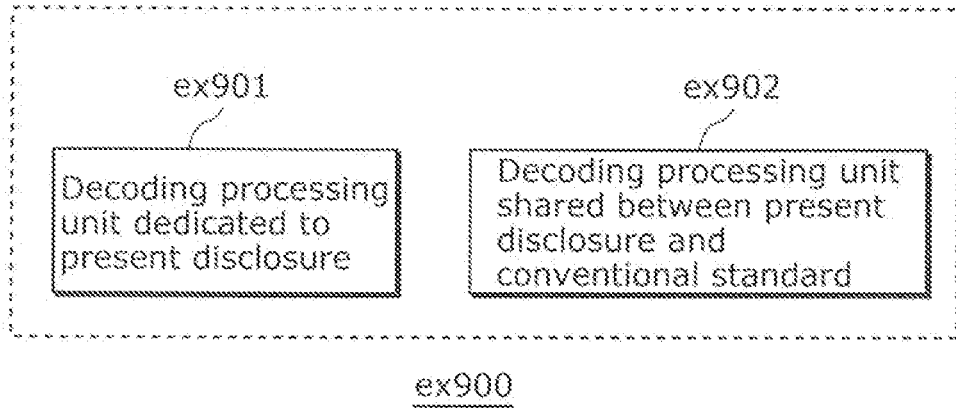 ex901
ex902
Decoding processing
unit dedicated to
present disclosure
Decoding processing unit
shared between present
disclosure and
conventional standard
ex900